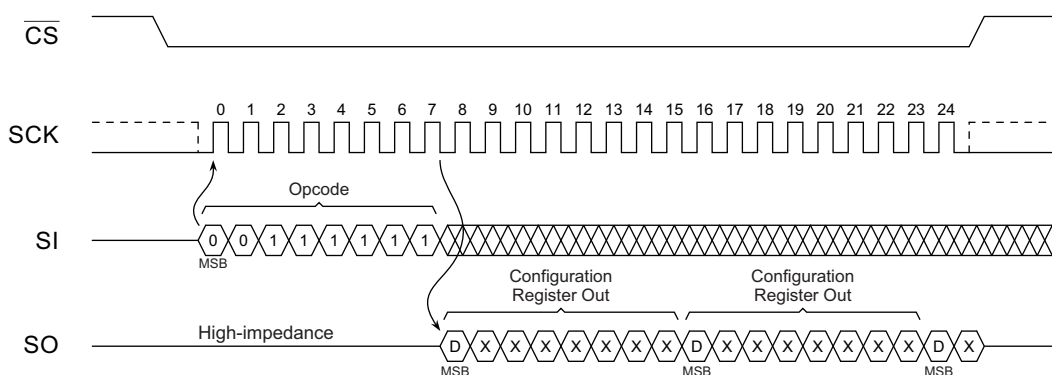 CS
0 1 2 3 4 5 6 7 8 9 10 11 12 13 14 15 16 17 18 19 20 21 22 23 24
SCK
Opcode
SI
0 0 1 1 1 1 1 1
MSB
Configuration
Register Out
Configuration
Register Out
High-impedance
SO
D X X X X X X X D X X X X X X X D X
MSB MSB MSB